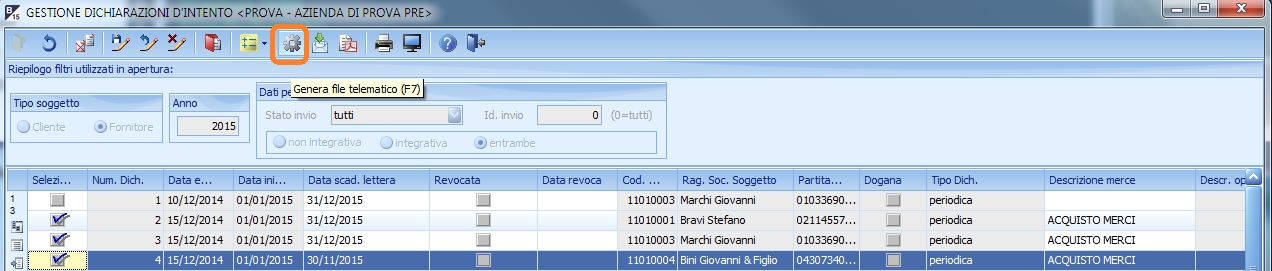 B 15 GESTIONE DICHIARAZIONI D'INTENTO <PROVA - AZIENDA DI PROVA PRE>
Riepilogo filtri utilizzati in apertura:
Genera file telematico (F7)
Tipo soggetto
Cliente Fornitore
Anno
2015
Dati pe
Stato invio tutti Id. invio 0 (0=tutti)
non integrativa integrativa entrambe
Selezi... Num. Dich. Data e... Data ini... Data scad. lettera Revocata Data revoca Cod. ... Rag. Soc. Soggetto Partita... Dogana Tipo Dich. Descrizione merce Descr. op
1 10/12/2014 01/01/2015 31/12/2015 11010003 Marchi Giovanni 01033690... periodica
2 15/12/2014 01/01/2015 31/12/2015 11010001 Bravi Stefano 02114557... periodica ACQUISTO MERCI
3 15/12/2014 01/01/2015 31/12/2015 11010003 Marchi Giovanni 01033690... periodica ACQUISTO MERCI
4 15/12/2014 01/01/2015 30/11/2015 11010004 Bini Giovanni & Figlio 04307340... periodica ACQUISTO MERCI
1
3